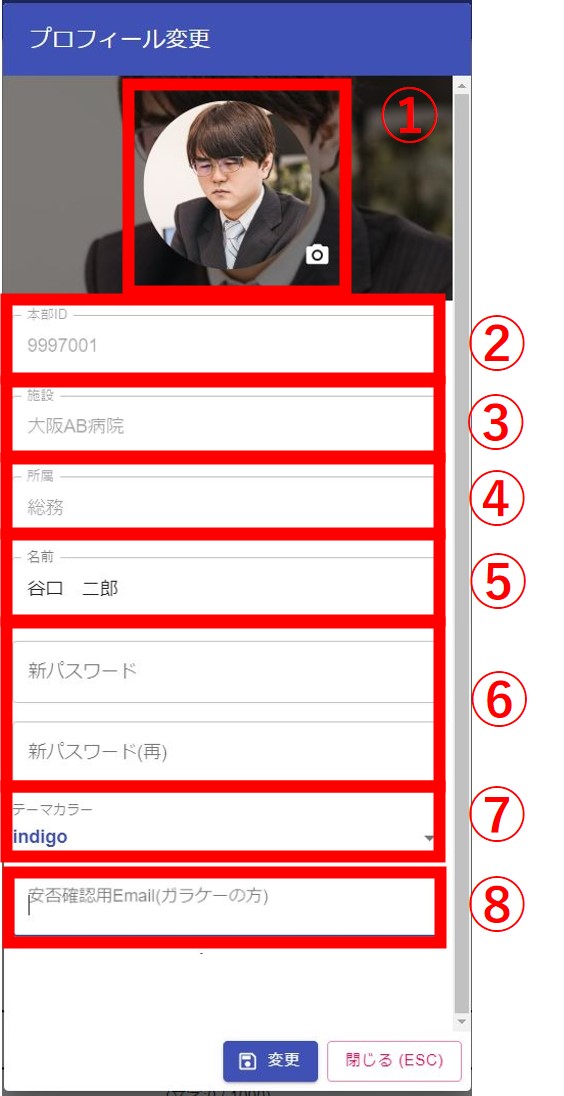 プロフィール変更
①
本部ID
9997001
②
施設
大阪AB病院
③
所属
総務
④
名前
谷口　二郎
⑤
新パスワード
新パスワード(再)
⑥
テーマカラー
indigo
⑦
安否確認用Email(ガラケーの方)
⑧
変更
閉じる (ESC)